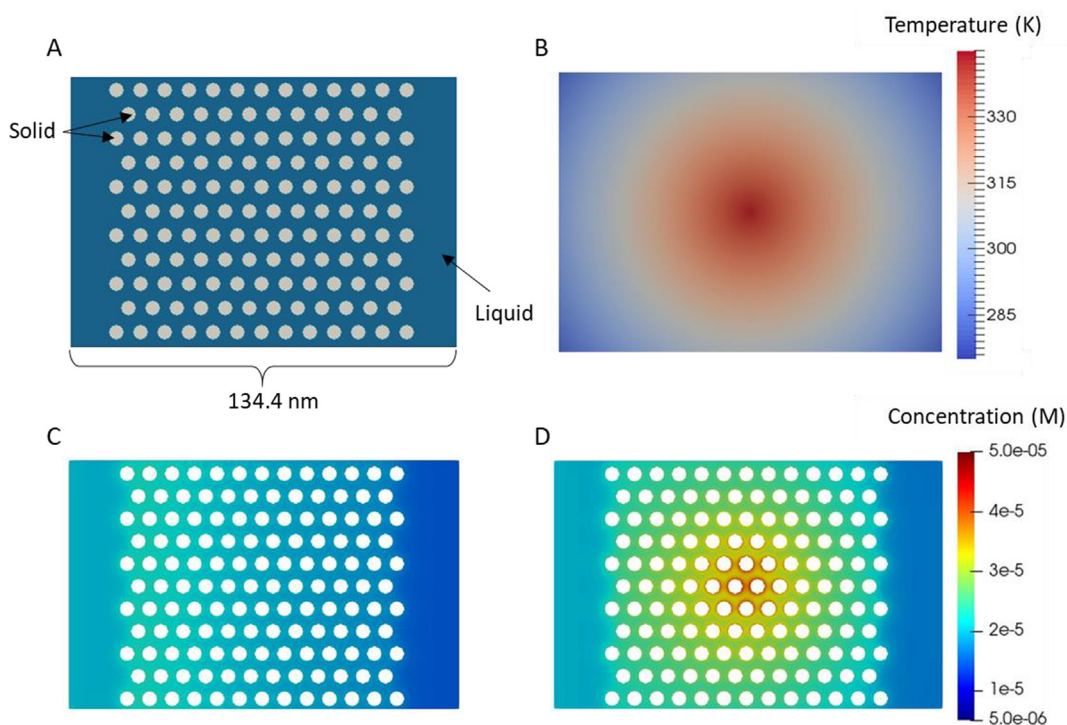 Temperature (K)
A
B
Solid
330
315
300
285
Liquid
134.4 nm
Concentration (M)
C
D
5.0e-05
4e-5
3e-5
2e-5
1e-5
5.0e-06